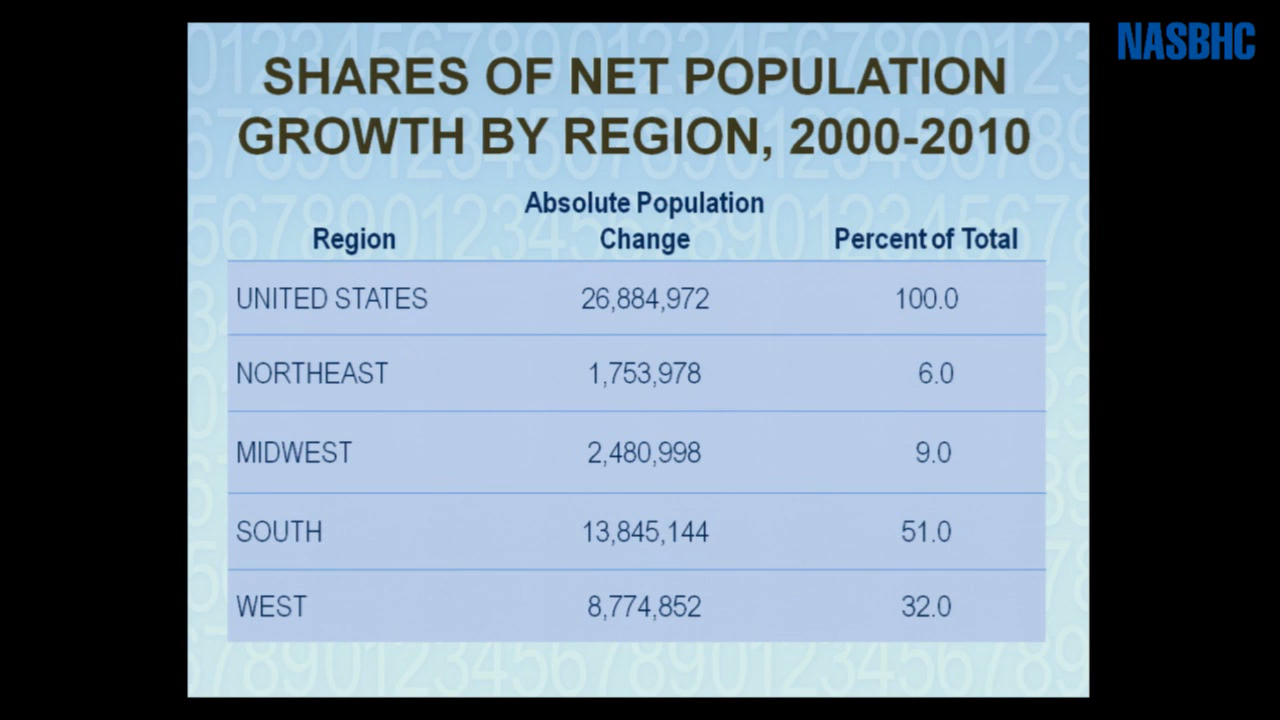 NASBHC
SHARES OF NET POPULATION
GROWTH BY REGION, 2000-2010
Absolute Population
Region Change Percent of Total
UNITED STATES 26,884,972 100.0
NORTHEAST 1,753,978 6.0
MIDWEST 2,480,998 9.0
SOUTH 13,845,144 51.0
WEST 8,774,852 32.0